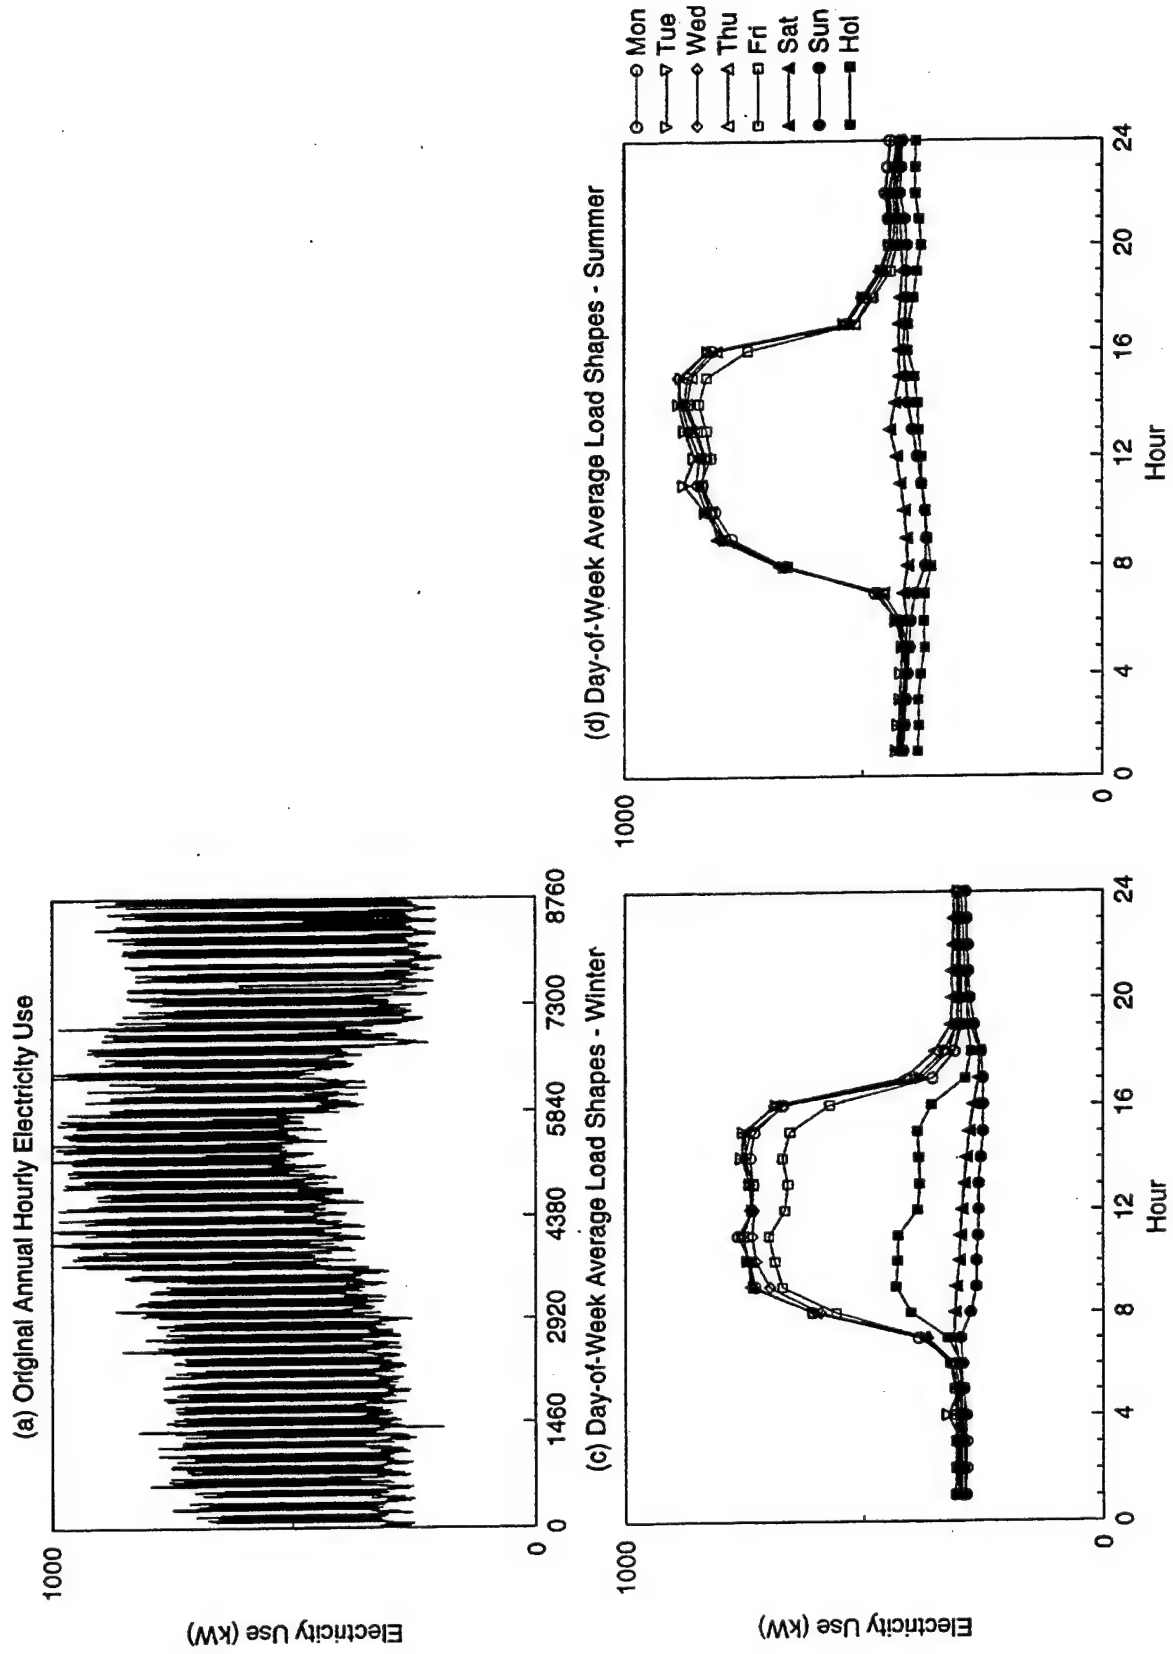 (a) Original Annual Hourly Electricity Use
1000
Electricity Use (kW)
0
0 1460 2920 4380 5840 7300 8760
(c) Day-of-Week Average Load Shapes - Winter
1000
Electricity Use (kW)
0
0 4 8 12 16 20 24
Hour
(d) Day-of-Week Average Load Shapes - Summer
1000
0
0 4 8 12 16 20 24
Hour
Mon
Tue
Wed
Thu
Fri
Sat
Sun
Hol